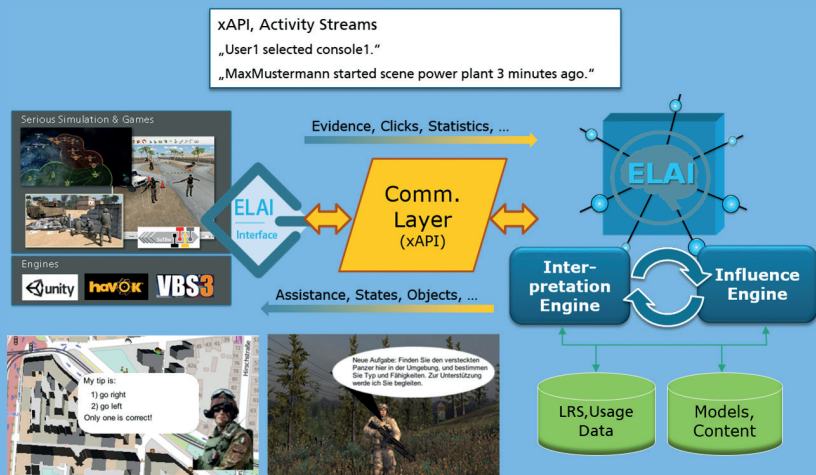 xAPI, Activity Streams
„User1 selected console1.“
„MaxMustermann started scene power plant 3 minutes ago.“
Serious Simulation & Games
Evidence, Clicks, Statistics, ...
ELAI
Interface
Comm.
Layer
(xAPI)
ELAI
Engines
unity
havok
VBS3
Assistance, States, Objects, ...
Inter-
pretation
Engine
Influence
Engine
My tip is:
1) go right
2) go left
Only one is correct!
Hirschstraße
Neue Aufgabe: Finden Sie den versteckten
Panzer hier in der Umgebung, und bestimmen
Sie Typ und Fähigkeiten. Zur Unterstützung
werde ich Sie begleiten.
LRS,Usage
Data
Models,
Content